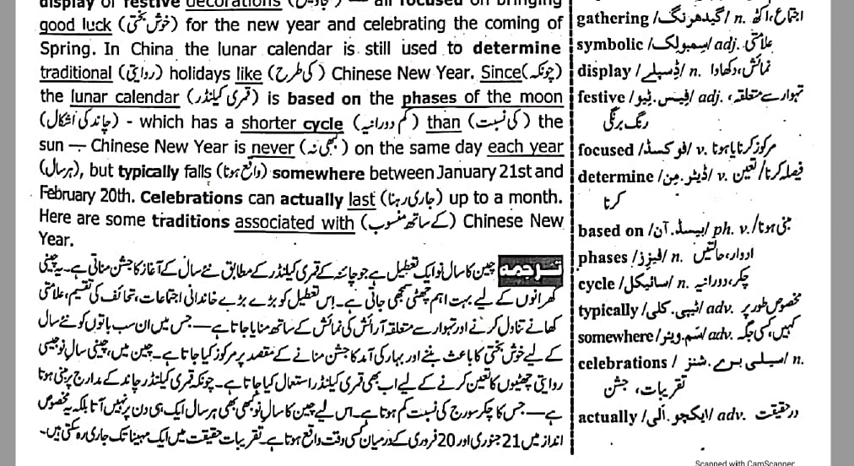 display of festive decorations — all focused on bringing
good luck (خوش بختی) for the new year and celebrating the coming of
Spring. In China the lunar calendar is still used to determine
traditional (روایتی) holidays like (کی طرح) Chinese New Year. Since (چونکہ)
the lunar calendar (قمری کیلنڈر) is based on the phases of the moon
(چاند کی اشکال) - which has a shorter cycle (کم دورانیہ) than (کی نسبت) the
sun — Chinese New Year is never (کبھی نہ) on the same day each year
(ہر سال), but typically falls (واقع ہوتا) somewhere between January 21st and
February 20th. Celebrations can actually last (جاری رہنا) up to a month.
Here are some traditions associated with (کے ساتھ منسوب) Chinese New
Year.
ترجمہ چین کا سال نو ایک تعطیل ہے جو چاند کے قمری کیلنڈر کے مطابق نئے سال کے آغاز کا جشن مناتی ہے۔ یہ چینی
گھرانوں کے لیے بہت اہم چھٹی سمجھی جاتی ہے۔ اس تعطیل کو بڑے بڑے خاندانی اجتماعات، تحائف کی تقسیم، علامتی
کھانے تناول کرنے اور تہوار سے متعلقہ آرائش کی نمائش کے ساتھ منایا جاتا ہے — جس میں ان سب باتوں کو نئے سال
کے لیے خوش بختی کا باعث بننے اور بہار کی آمد کا جشن منانے کے مقصد پر مرکوز کیا جاتا ہے۔ چین میں، چینی سال نو جیسی
روایتی چھٹیوں کا تعین کرنے کے لیے اب بھی قمری کیلنڈر استعمال کیا جاتا ہے۔ چونکہ قمری کیلنڈر چاند کے مدارج پر مبنی ہوتا
ہے — جس کا چکر سورج کی نسبت کم ہوتا ہے۔ اس لیے چین کا سال نو کبھی بھی ہر سال ایک ہی دن پر نہیں آتا بلکہ یہ مخصوص
انداز میں 21 جنوری اور 20 فروری کے درمیان کسی وقت واقع ہوتا ہے۔ تقریبات حقیقت میں ایک مہینا تک جاری رہ سکتی ہیں۔
gathering /گیدھرنگ/ n. اجتماع، اکٹھ
symbolic /سمبولک/ adj. علامتی
display /ڈسپلے/ n. نمائش، دکھاوا
festive /فیس.ٹِیو/ adj. تہوار سے متعلقہ،
رنگ برنگی
focused /فوکسڈ/ v. مرکوز کرنا یا ہونا
determine /ڈیٹر.مِن/ v. فیصلہ کرنا/ تعین
کرنا
based on /بیسڈ.آن/ ph. v. مبنی ہونا
phases /فیزز/ n. ادوار، حالتیں
cycle /سائیکل/ n. چکر، دورانیہ
typically /ٹیپی.کلی/ adv. مخصوص طور پر
somewhere /سَم.ویئر/ adv. کہیں، کسی جگہ
celebrations /سیلی برے.شنز/ n.
تقریبات، جشن
actually /ایکچو.آلی/ adv. در حقیقت
Scanned with CamScanner